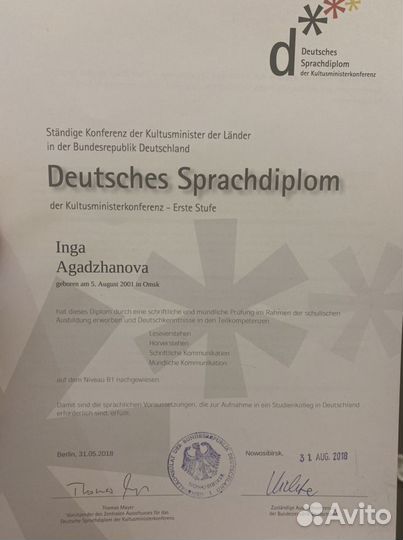 Deutsches
Sprachdiplom
der Kultusministerkonferenz
Ständige Konferenz der Kultusminister der Länder
in der Bundesrepublik Deutschland
Deutsches Sprachdiplom
der Kultusministerkonferenz - Erste Stufe
Inga
Agadzhanova
geboren am 5. August 2001 in Omsk
hat dieses Diplom durch eine schriftliche und mündliche Prüfung im Rahmen der schulischen
Ausbildung erworben und Deutschkenntnisse in den Teilkompetenzen
Leseverstehen
Hörverstehen
Schriftliche Kommunikation
Mündliche Kommunikation
auf dem Niveau B1 nachgewiesen.
Damit sind die sprachlichen Voraussetzungen, die zur Aufnahme in ein Studienkolleg in Deutschland
erforderlich sind, erfüllt.
Berlin, 31.05.2018
Nowosibirsk, 31. AUG. 2018
Thomas Mayer
Vorsitzender des Zentralen Ausschusses für das
Deutsche Sprachdiplom der Kultusministerkonferenz
Zuständige
der Bundesrepublik
Avito